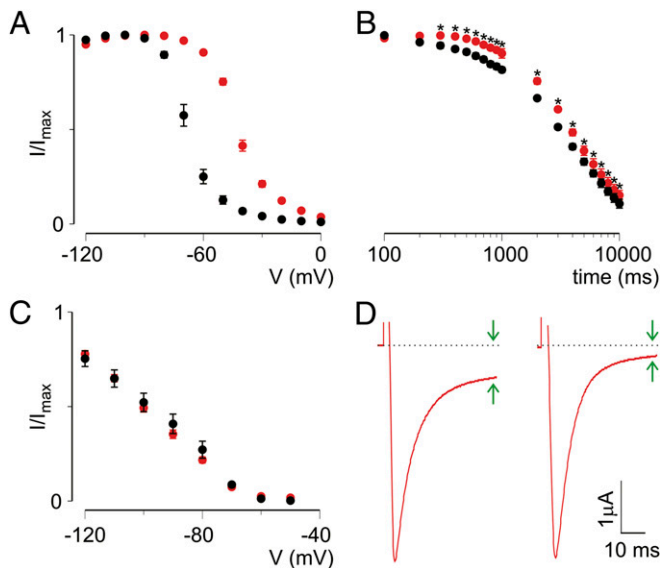 A
1
I/Imax
0
-120
-60
0
V (mV)
B
* * * * * * * * * * * * * * * * *
100
1000
10000
time (ms)
C
1
I/Imax
0
-120
-80
-40
V (mV)
D
1µA
10 ms